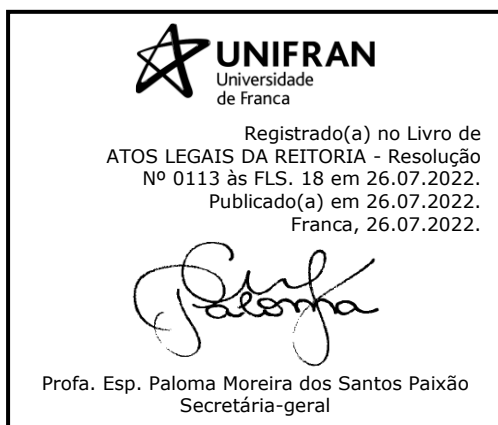 UNIFRAN
Universidade
de Franca
Registrado(a) no Livro de
ATOS LEGAIS DA REITORIA - Resolução
Nº 0113 às FLS. 18 em 26.07.2022.
Publicado(a) em 26.07.2022.
Franca, 26.07.2022.
Paloma
Profa. Esp. Paloma Moreira dos Santos Paixão
Secretária-geral